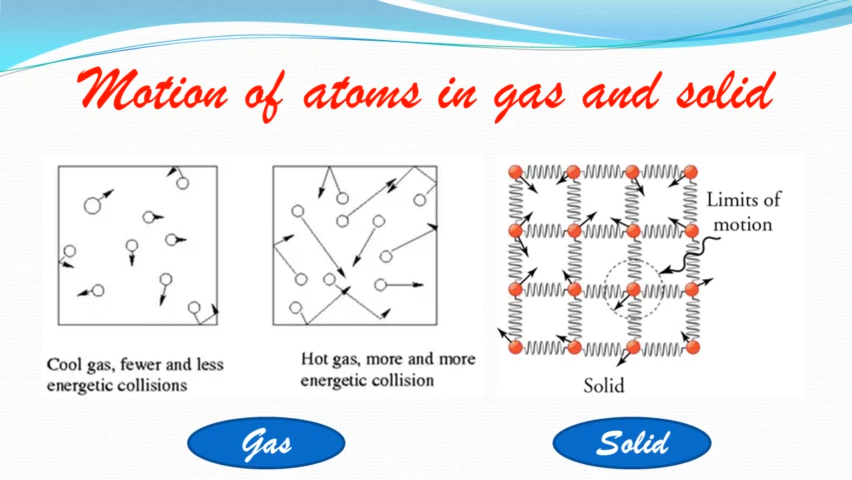 Motion of atoms in gas and solid
Cool gas, fewer and less
energetic collisions
Hot gas, more and more
energetic collision
Limits of
motion
Solid
Gas
Solid